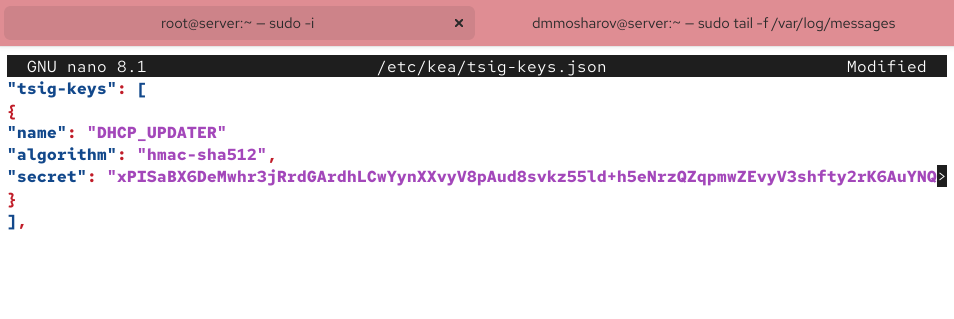 root@server:~ — sudo -i
dmmosharov@server:~ — sudo tail -f /var/log/messages
GNU nano 8.1 /etc/kea/tsig-keys.json Modified
"tsig-keys": [
{
"name": "DHCP_UPDATER"
"algorithm": "hmac-sha512",
"secret": "xPISaBX6DeMwhr3jRrdGArdhLCwYynXXvyV8pAud8svkz55ld+h5eNrzQZqpmwZEvyV3shfty2rK6AuYNQ>
}
],